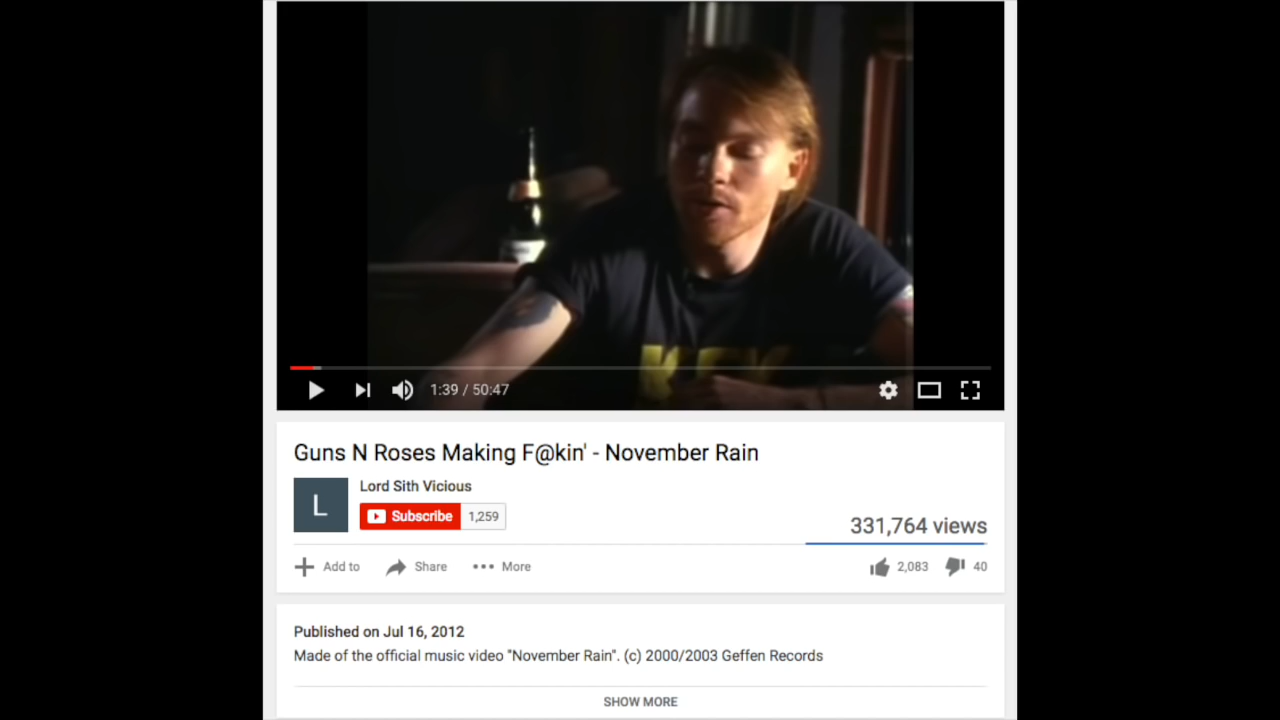 1:39 / 50:47
Guns N Roses Making F@kin' - November Rain
L
Lord Sith Vicious
Subscribe 1,259
331,764 views
Add to Share More 2,083 40
Published on Jul 16, 2012
Made of the official music video "November Rain". (c) 2000/2003 Geffen Records
SHOW MORE